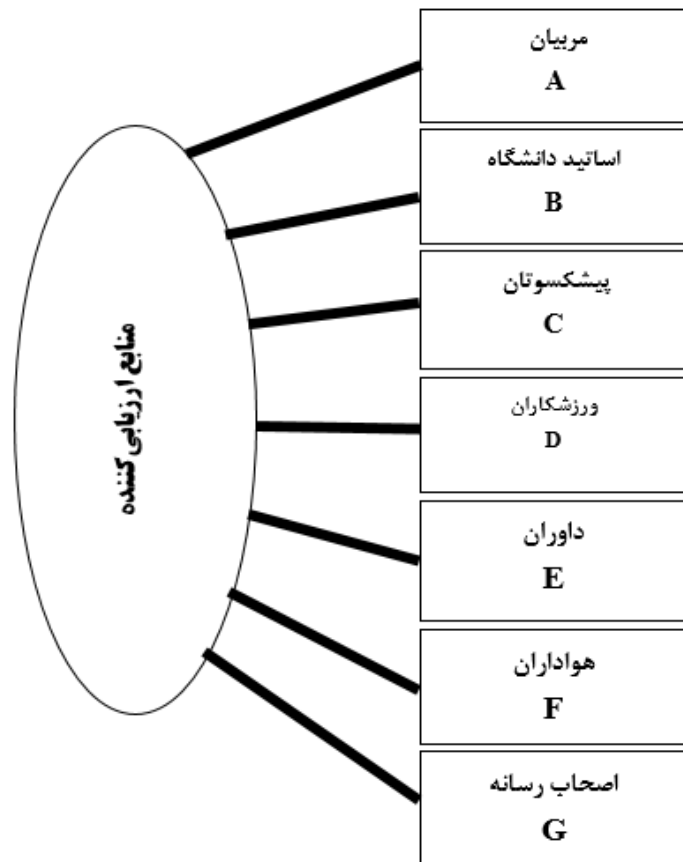 مربیان
A
اساتید دانشگاه
B
پیشکسوتان
C
ورزشکاران
D
داوران
E
هواداران
F
اصحاب رسانه
G
منابع ارزیابی کننده